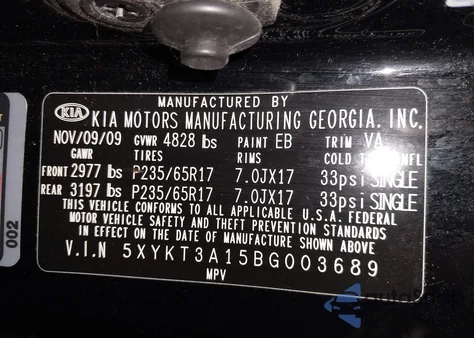 MANUFACTURED BY
KIA KIA MOTORS MANUFACTURING GEORGIA, INC.
NOV/09/09 GVWR 4828 lbs PAINT EB TRIM VA
GAWR TIRES RIMS COLD
FRONT 2977 lbs P235/65R17 7.0JX17 33psi SINGLE
REAR 3197 lbs P235/65R17 7.0JX17 33psi SINGLE
THIS VEHICLE CONFORMS TO ALL APPLICABLE U.S.A. FEDERAL
MOTOR VEHICLE SAFETY AND THEFT PREVENTION STANDARDS
IN EFFECT ON THE DATE OF MANUFACTURE SHOWN ABOVE
V.I.N 5XYKT3A15BG003689
MPV
002